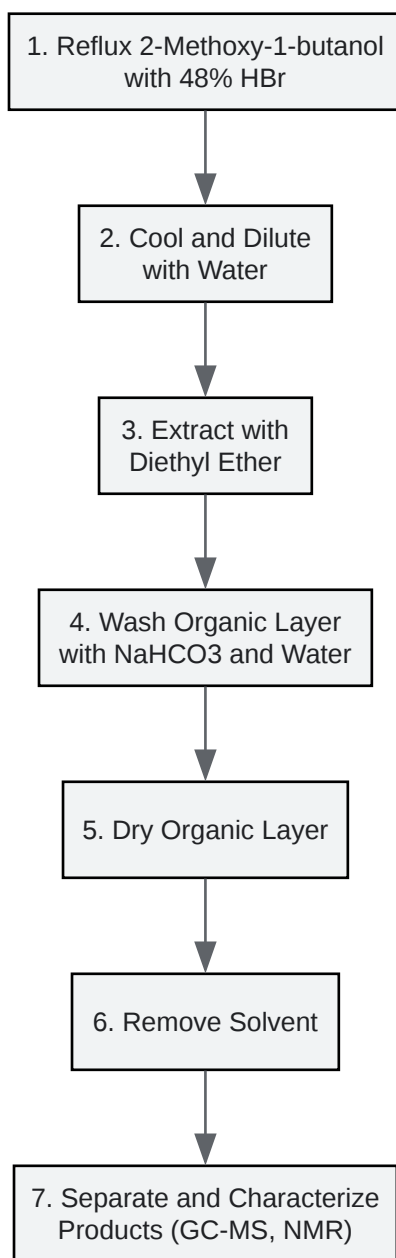 1. Reflux 2-Methoxy-1-butanol
with 48% HBr
2. Cool and Dilute
with Water
3. Extract with
Diethyl Ether
4. Wash Organic Layer
with NaHCO3 and Water
5. Dry Organic Layer
6. Remove Solvent
7. Separate and Characterize
Products (GC-MS, NMR)